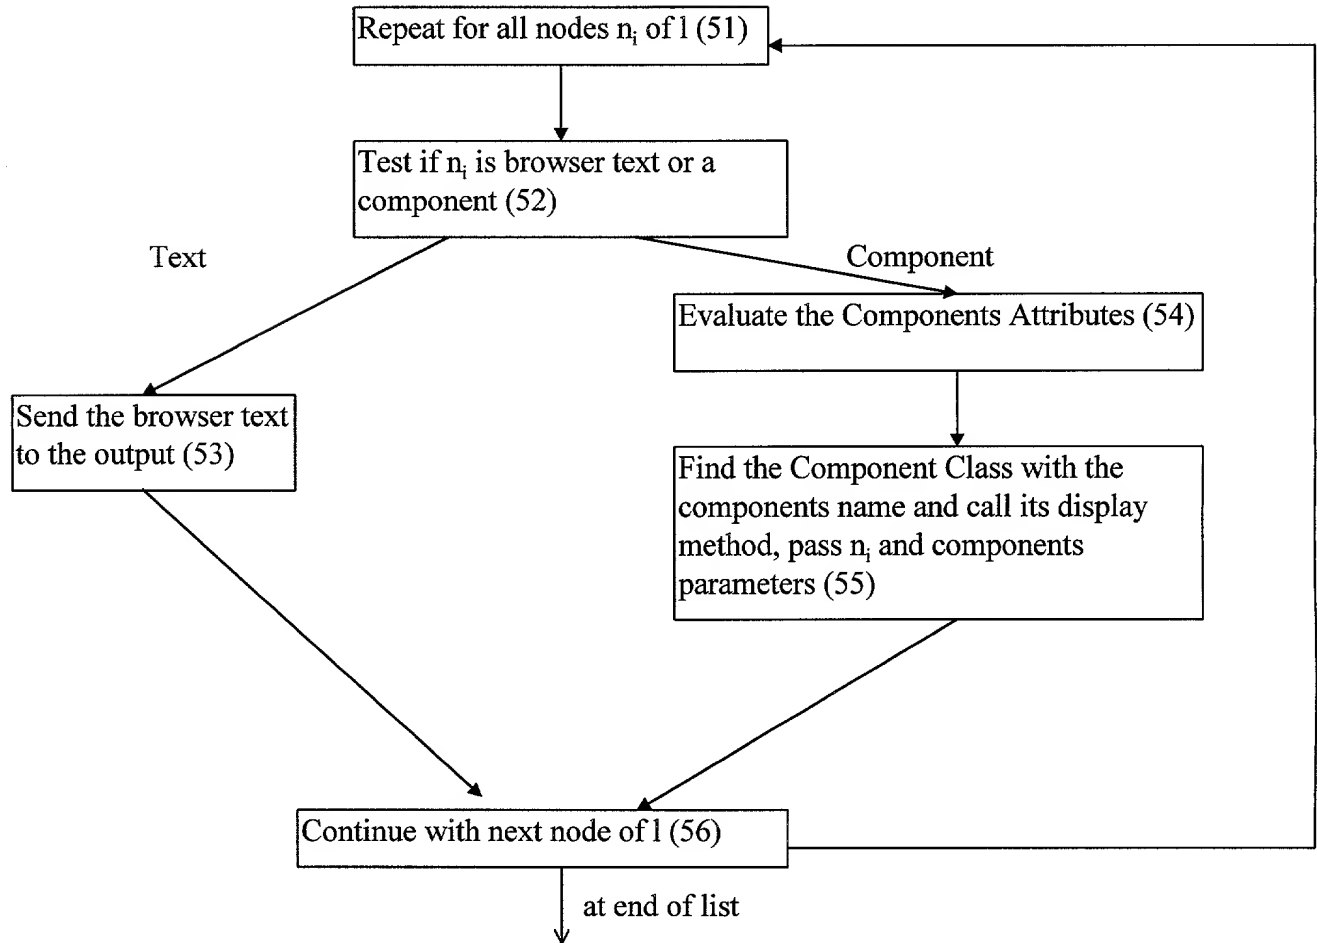 Repeat for all nodes nᵢ of l (51)
Test if nᵢ is browser text or a
component (52)
Text
Component
Evaluate the Components Attributes (54)
Send the browser text
to the output (53)
Find the Component Class with the
components name and call its display
method, pass nᵢ and components
parameters (55)
Continue with next node of l (56)
at end of list